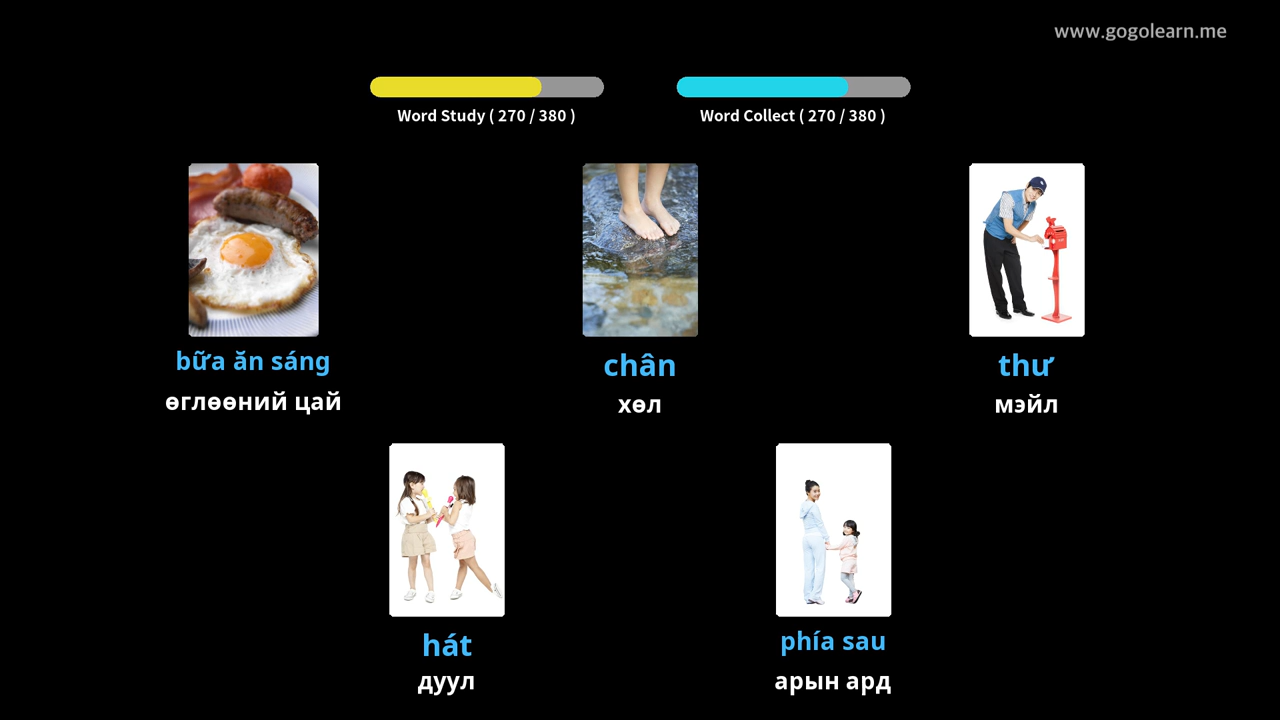 www.gogolearn.me
Word Study ( 270 / 380 )
Word Collect ( 270 / 380 )
bữa ăn sáng
өглөөний цай
chân
хөл
thư
мэйл
hát
дуул
phía sau
арын ард